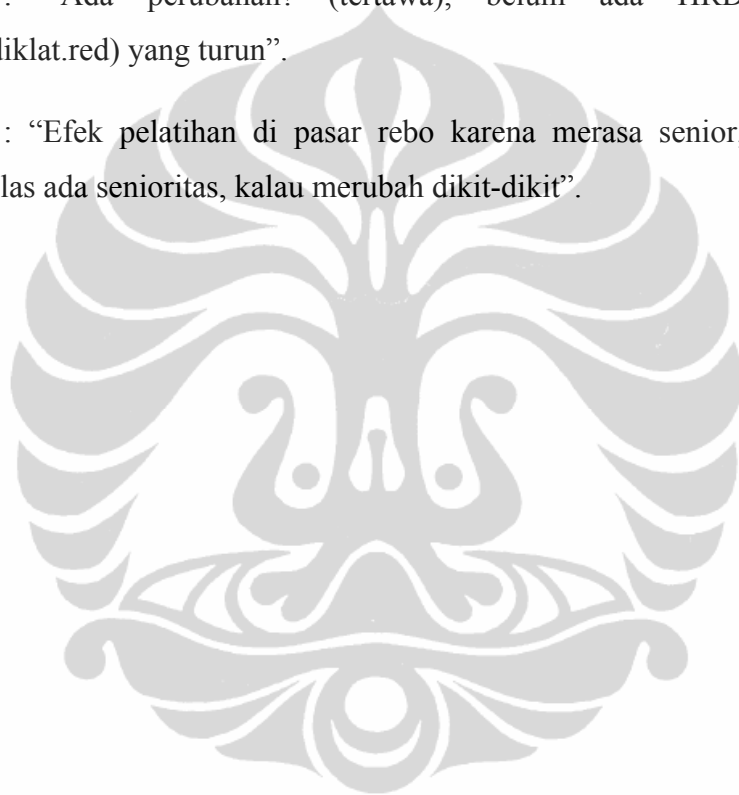 : “Ada perubahan? (tertawa), belum ada HRD
diklat.red) yang turun”.
: “Efek pelatihan di pasar rebo karena merasa senior,
las ada senioritas, kalau merubah dikit-dikit”.